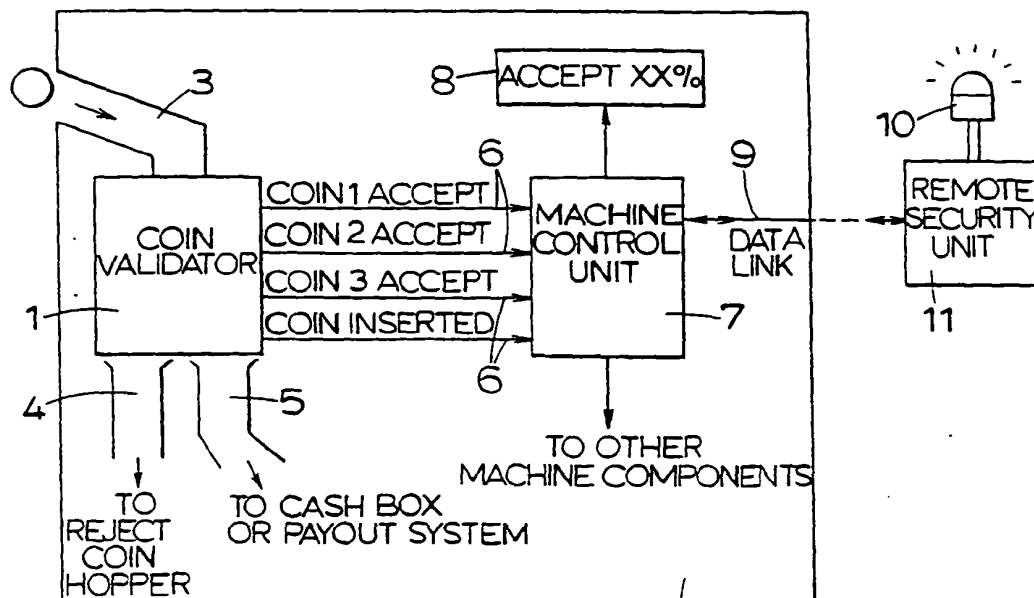 3
8
ACCEPT XX%
10
6
9
COIN 1 ACCEPT
COIN 2 ACCEPT
COIN 3 ACCEPT
COIN INSERTED
COIN
VALIDATOR
1
MACHINE
CONTROL
UNIT
7
DATA
LINK
REMOTE
SECURITY
UNIT
11
6
4
5
TO
REJECT
COIN
HOPPER
TO CASH BOX
OR PAYOUT SYSTEM
TO OTHER
MACHINE COMPONENTS